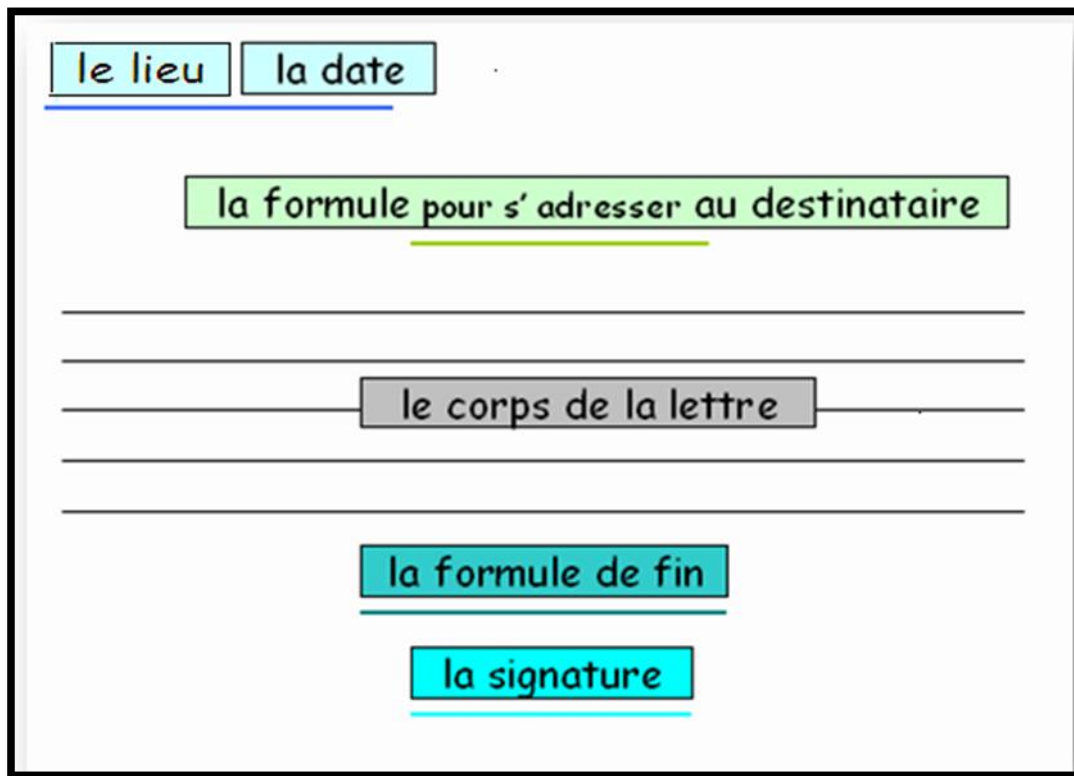 le lieu la date
la formule pour s' adresser au destinataire
le corps de la lettre
la formule de fin
la signature